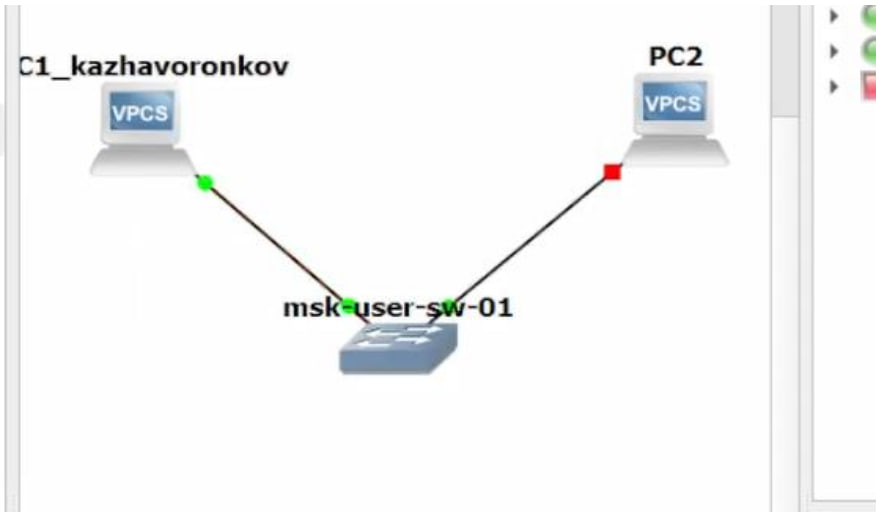 C1_kazhavoronkov
PC2
VPCS
VPCS
msk-user-sw-01